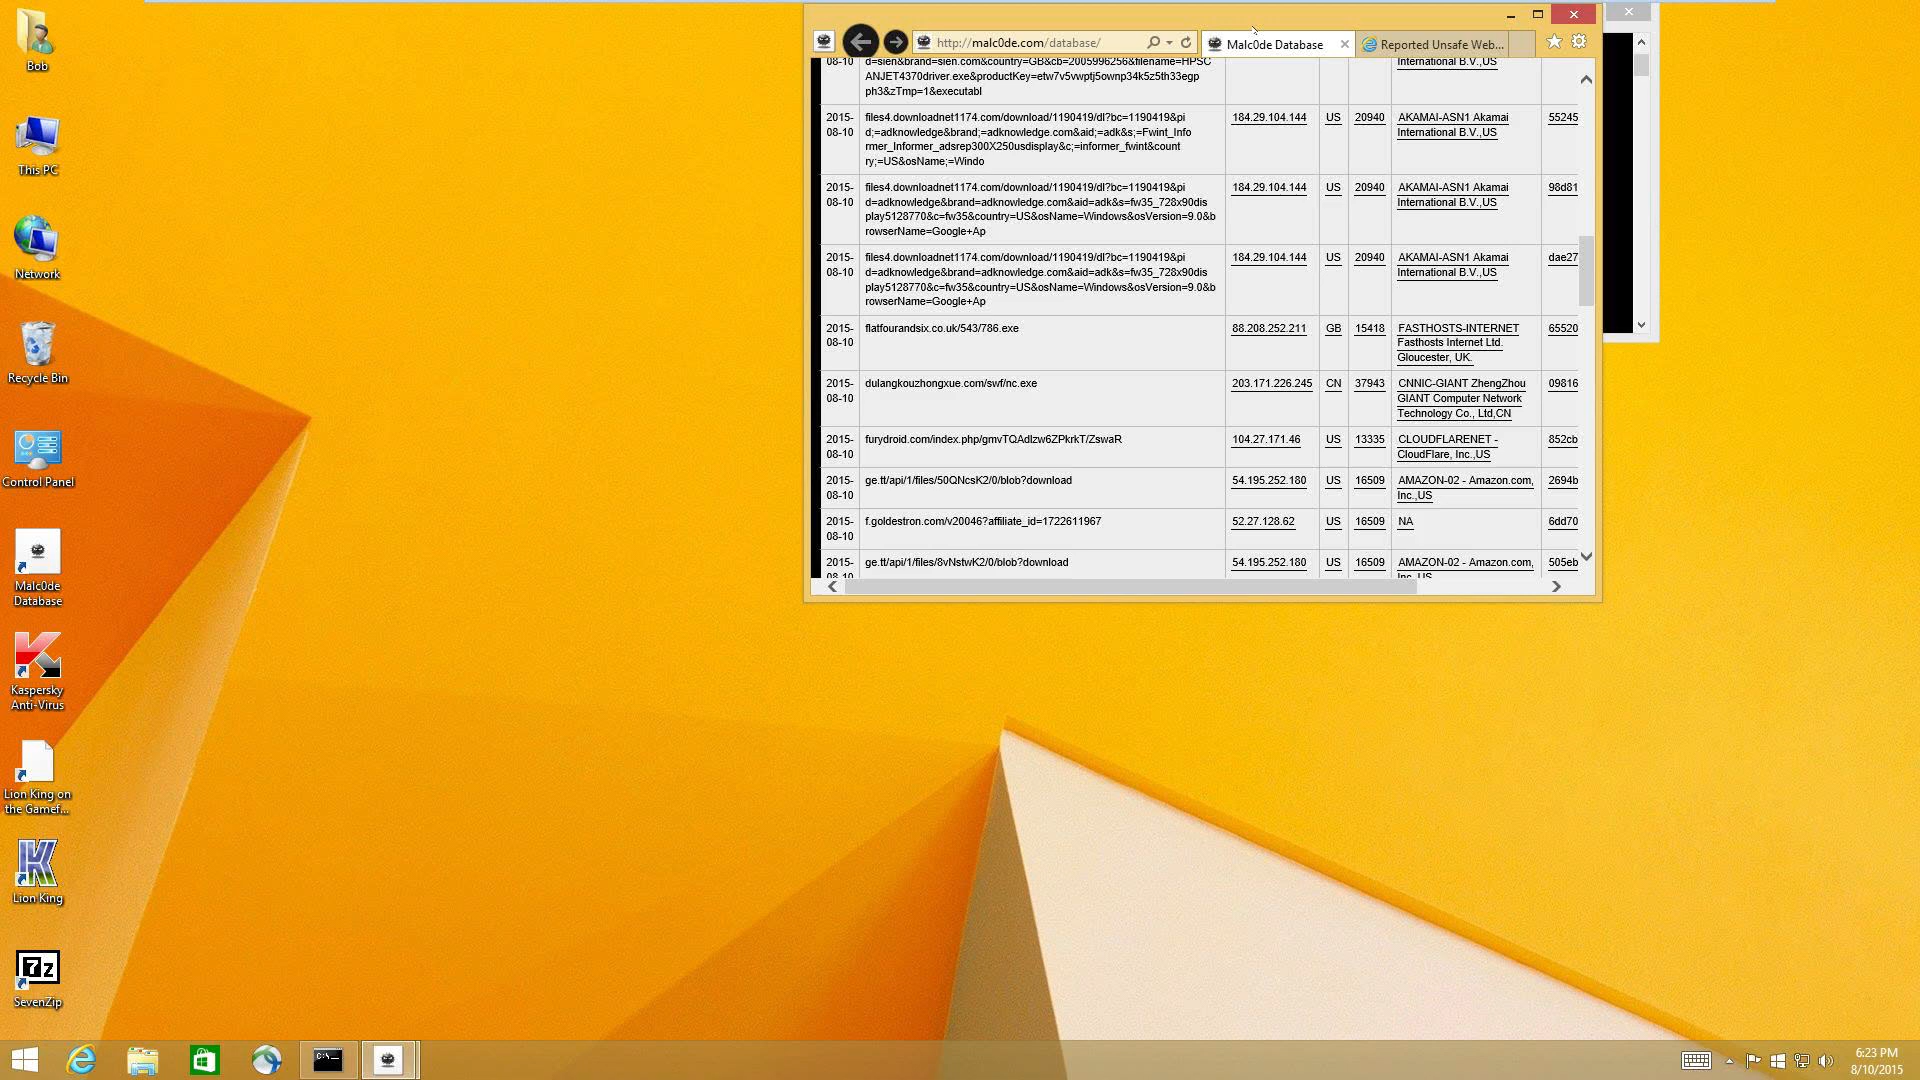 Bob
This PC
Network
Recycle Bin
Control Panel
Malc0de
Database
Kaspersky
Anti-Virus
Lion King on
the Gamef...
Lion King
7z
SevenZip
http://malc0de.com/database/
Malc0de Database
Reported Unsafe Web...
08-10 d=sien&brand=sien.com&country=GB&cb=2005996256&filename=HPSC International B.V.,US
ANJET4370driver.exe&productKey=etw7v5vwptj5ownp34k5z5th33egp
ph3&zTmp=1&executabl
2015- files4.downloadnet1174.com/download/1190419/dl?bc=1190419&pi 184.29.104.144 US 20940 AKAMAI-ASN1 Akamai 55245
08-10 d;=adknowledge&brand;=adknowledge.com&aid;=adk&s;=Fwint_Info International B.V.,US
rmer_Informer_adsrep300X250usdisplay&c;=informer_fwint&count
ry;=US&osName;=Windo
2015- files4.downloadnet1174.com/download/1190419/dl?bc=1190419&pi 184.29.104.144 US 20940 AKAMAI-ASN1 Akamai 98d81
08-10 d=adknowledge&brand=adknowledge.com&aid=adk&s=fw35_728x90dis International B.V.,US
play5128770&c=fw35&country=US&osName=Windows&osVersion=9.0&b
rowserName=Google+Ap
2015- files4.downloadnet1174.com/download/1190419/dl?bc=1190419&pi 184.29.104.144 US 20940 AKAMAI-ASN1 Akamai dae27
08-10 d=adknowledge&brand=adknowledge.com&aid=adk&s=fw35_728x90dis International B.V.,US
play5128770&c=fw35&country=US&osName=Windows&osVersion=9.0&b
rowserName=Google+Ap
2015- flatfourandsix.co.uk/543/786.exe 88.208.252.211 GB 15418 FASTHOSTS-INTERNET 65520
08-10 Fasthosts Internet Ltd.
Gloucester, UK.
2015- dulangkouzhongxue.com/swf/nc.exe 203.171.226.245 CN 37943 CNNIC-GIANT ZhengZhou 09816
08-10 GIANT Computer Network
Technology Co., Ltd,CN
2015- furydroid.com/index.php/gmvTQAdlzw6ZPkrkT/ZswaR 104.27.171.46 US 13335 CLOUDFLARENET - 852cb
08-10 CloudFlare, Inc.,US
2015- ge.tt/api/1/files/50QNcsK2/0/blob?download 54.195.252.180 US 16509 AMAZON-02 - Amazon.com, 2694b
08-10 Inc.,US
2015- f.goldestron.com/v20046?affiliate_id=1722611967 52.27.128.62 US 16509 NA 6dd70
08-10
2015- ge.tt/api/1/files/8vNstwK2/0/blob?download 54.195.252.180 US 16509 AMAZON-02 - Amazon.com, 505eb
08-10 Inc.,US
C:\_
6:23 PM
8/10/2015